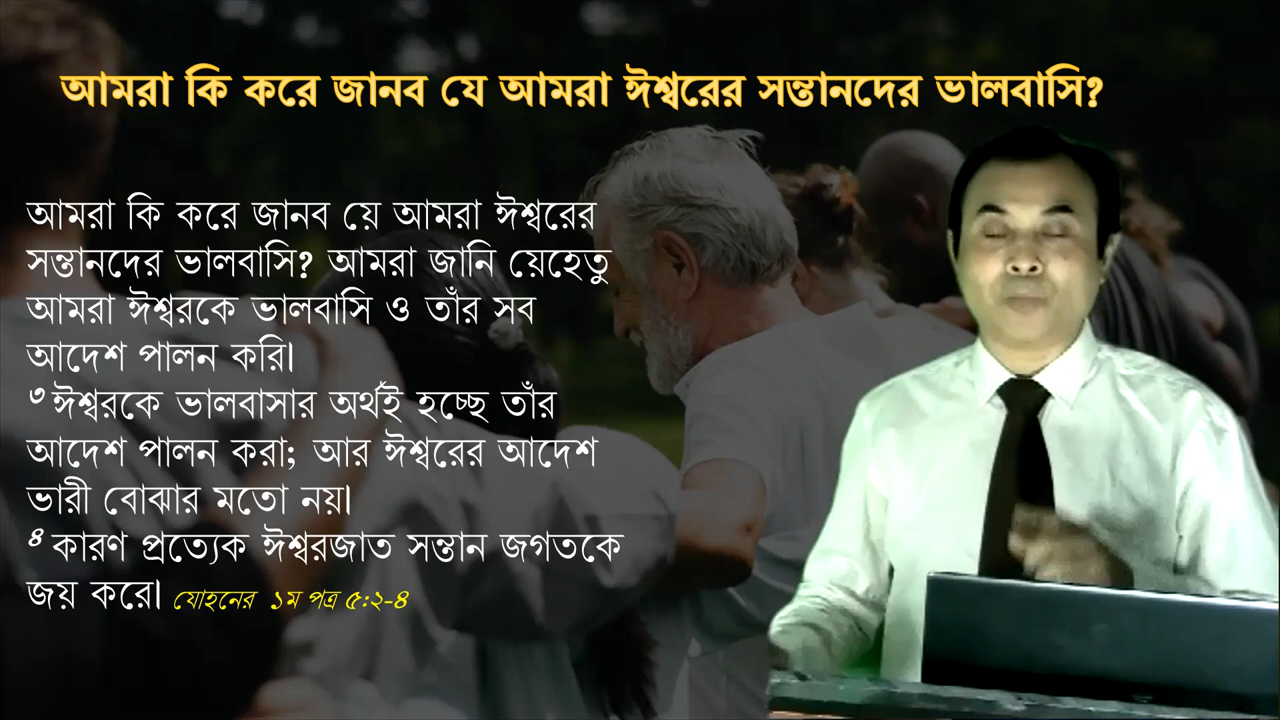 আমরা কি করে জানব যে আমরা ঈশ্বরের সন্তানদের ভালবাসি?
আমরা কি করে জানব য়ে আমরা ঈশ্বরের
সন্তানদের ভালবাসি? আমরা জানি য়েহেতু
আমরা ঈশ্বরকে ভালবাসি ও তাঁর সব
আদেশ পালন করি৷
৩ ঈশ্বরকে ভালবাসার অর্থই হচ্ছে তাঁর
আদেশ পালন করা; আর ঈশ্বরের আদেশ
ভারী বোঝার মতো নয়৷
৪ কারণ প্রত্যেক ঈশ্বরজাত সন্তান জগতকে
জয় করে৷ যোহনের ১ম পত্র ৫:২-৪